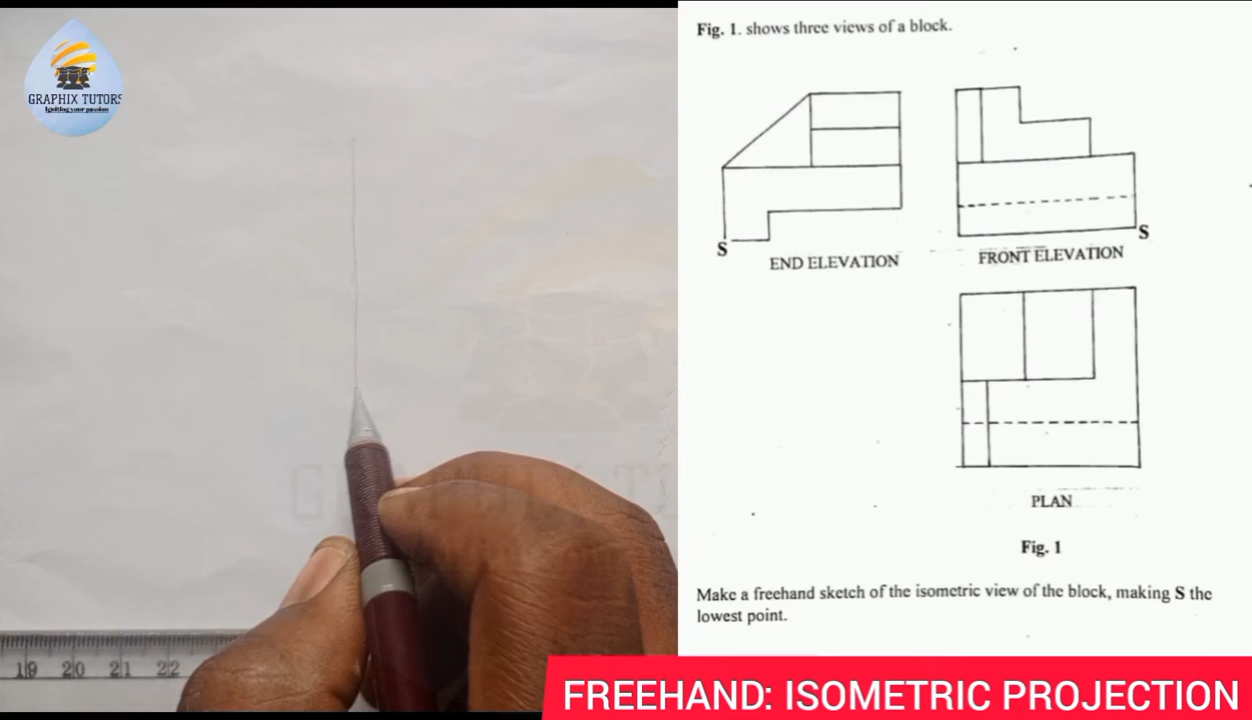 GRAPHIX TUTORS
Igniting your passion
19 20 21 22
Fig. 1. shows three views of a block.
S
END ELEVATION
S
FRONT ELEVATION
PLAN
Fig. 1
Make a freehand sketch of the isometric view of the block, making S the
lowest point.
FREEHAND: ISOMETRIC PROJECTION